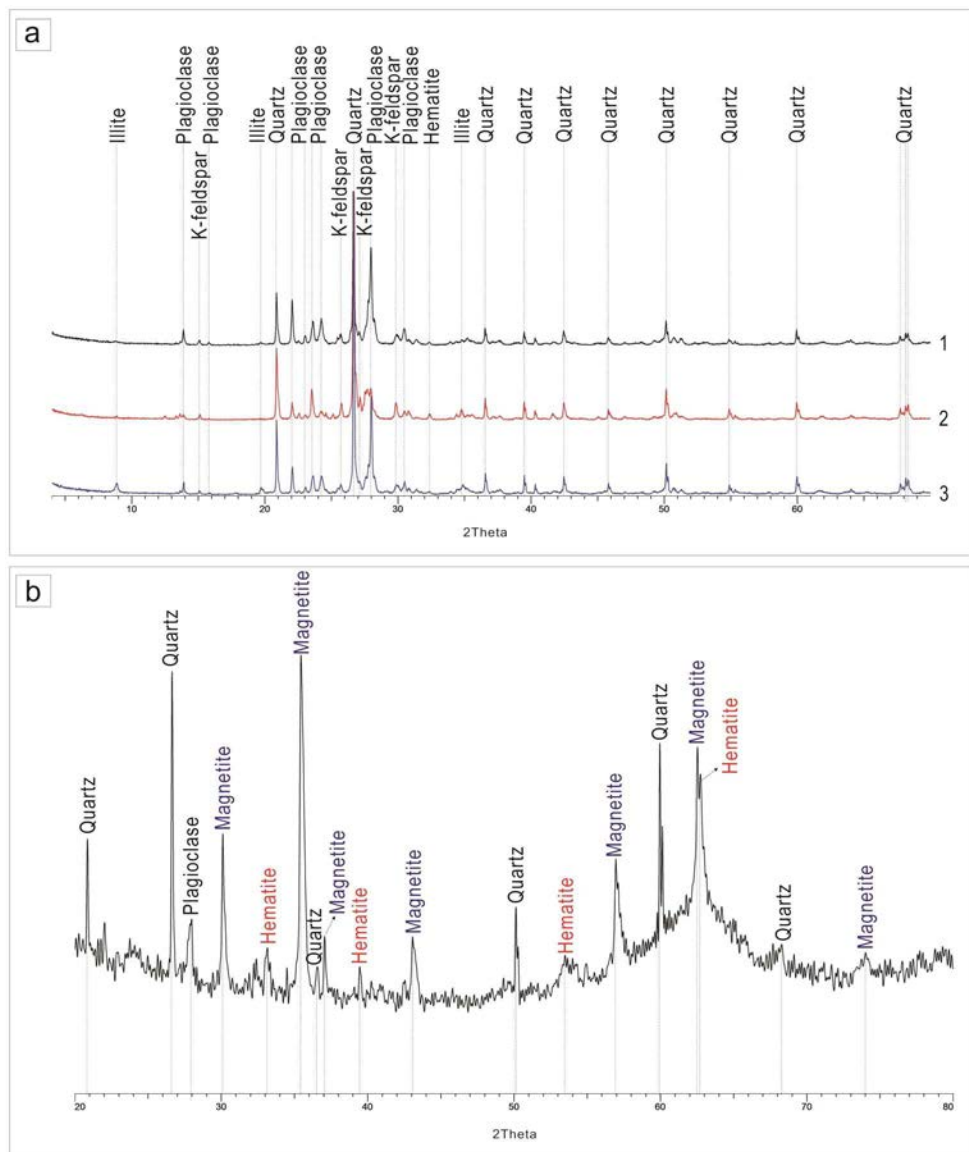 a
Illite
Plagioclase
K-feldspar
Plagioclase
Illite
Quartz
Plagioclase
Plagioclase
Plagioclase
K-feldspar
Quartz
K-feldspar
Plagioclase
K-feldspar
Plagioclase
Hematite
Illite
Quartz
Quartz
Quartz
Quartz
Quartz
Quartz
Quartz
Quartz
1
2
3
10 20 30 40 50 60
2Theta
b
Quartz
Quartz
Plagioclase
Magnetite
Hematite
Magnetite
Quartz
Magnetite
Hematite
Magnetite
Quartz
Hematite
Magnetite
Quartz
Magnetite
Hematite
Quartz
Magnetite
20 30 40 50 60 70 80
2Theta